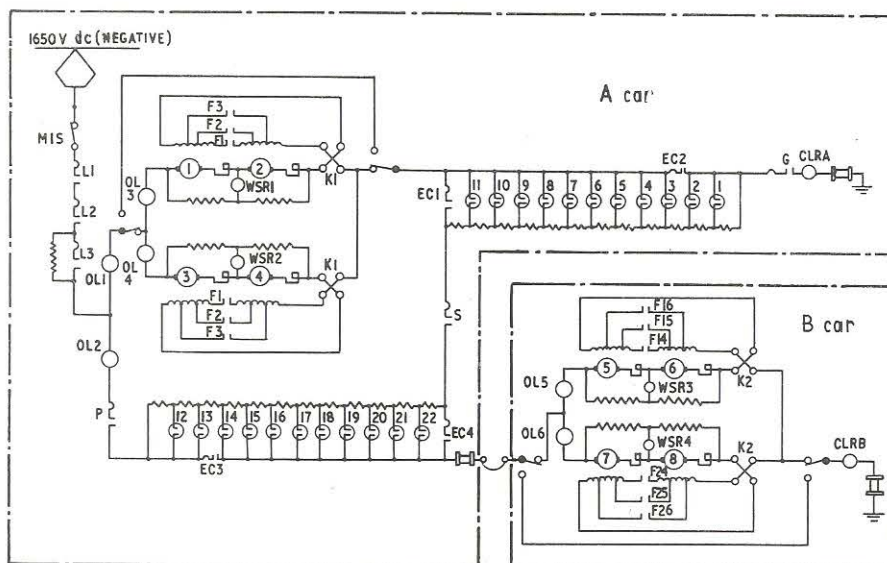 1650V dc (NEGATIVE)
A car
MIS
L1
L2
L3
OL1
OL2
P
OL3
OL4
F3
F2
F1
1
2
WSR1
K1
WSR2
3
4
K1
F1
F2
F3
EC1
11 10 9 8 7 6 5 4 3 2 1
EC2
G
CLRA
S
12 13 14 15 16 17 18 19 20 21 22
EC3
EC4
B car
F16
F15
F14
OL5
5
6
WSR3
K2
OL6
WSR4
7
8
K2
CLRB
F24
F25
F26